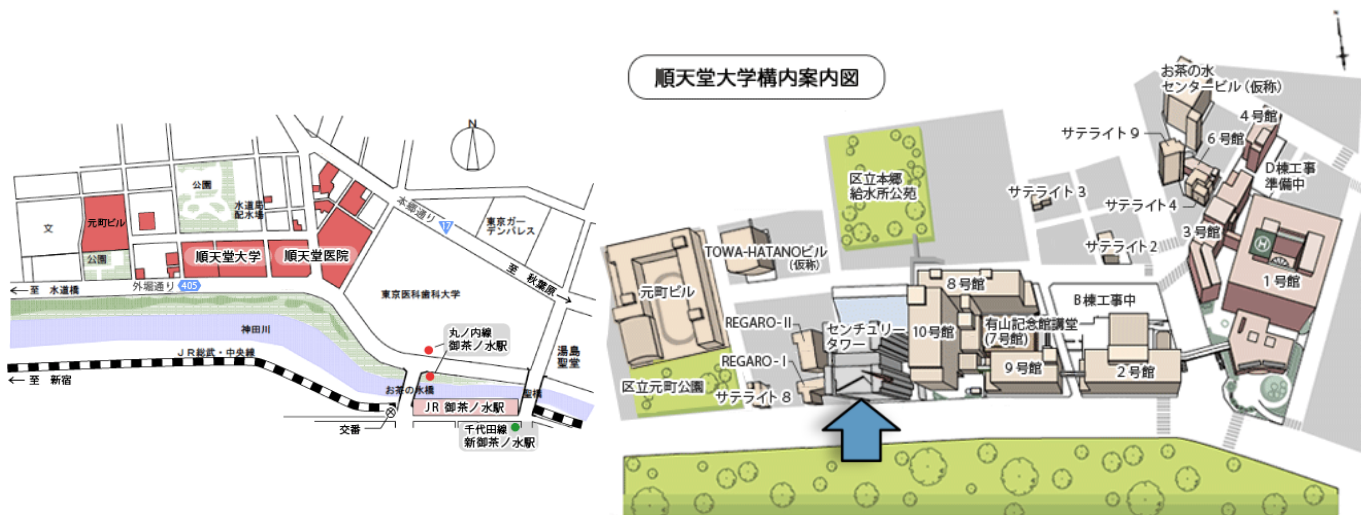 N
公園
水道局
配水場
元町ビル
文
公園
順天堂大学
順天堂医院
本郷通り
17
東京ガー
デンパレス
至 秋葉原
外堀通り 405
至 水道橋
東京医科歯科大学
神田川
丸ノ内線
御茶ノ水駅
湯島
聖堂
JR総武・中央線
至 新宿
お茶の水橋
聖橋
JR 御茶ノ水駅
交番
千代田線
新御茶ノ水駅
順天堂大学構内案内図
お茶の水
センタービル(仮称)
4号館
サテライト9
6号館
D棟工事
準備中
区立本郷
給水所公苑
サテライト3
サテライト4
3号館
サテライト2
TOWA-HATANOビル
(仮称)
H
1号館
元町ビル
8号館
B棟工事中
REGARO-II
センチュリー
タワー
10号館
有山記念館講堂
(7号館)
REGARO-I
9号館
2号館
区立元町公園
サテライト8